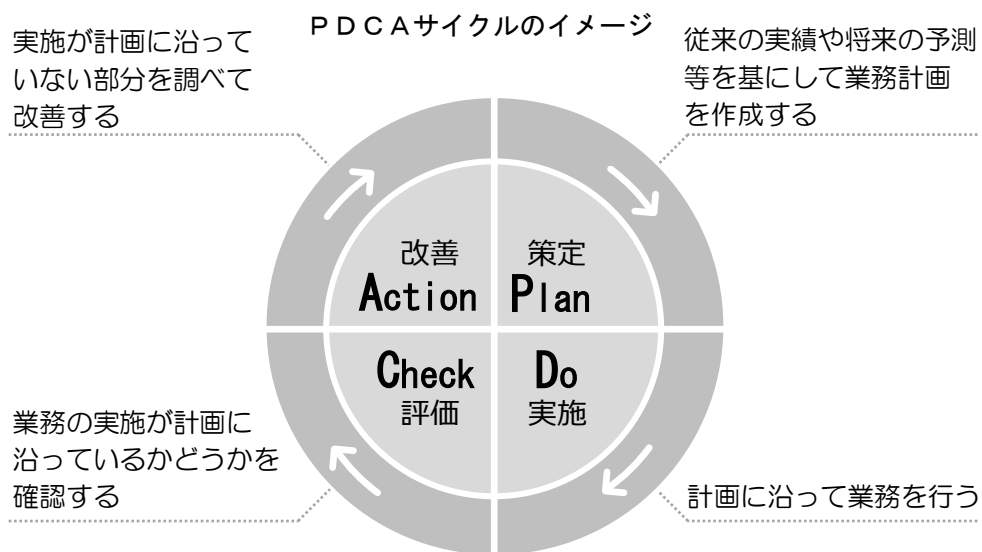 ＰＤＣＡサイクルのイメージ
実施が計画に沿って
いない部分を調べて
改善する
従来の実績や将来の予測
等を基にして業務計画
を作成する
改善
Action
策定
Plan
Check
評価
Do
実施
業務の実施が計画に
沿っているかどうかを
確認する
計画に沿って業務を行う